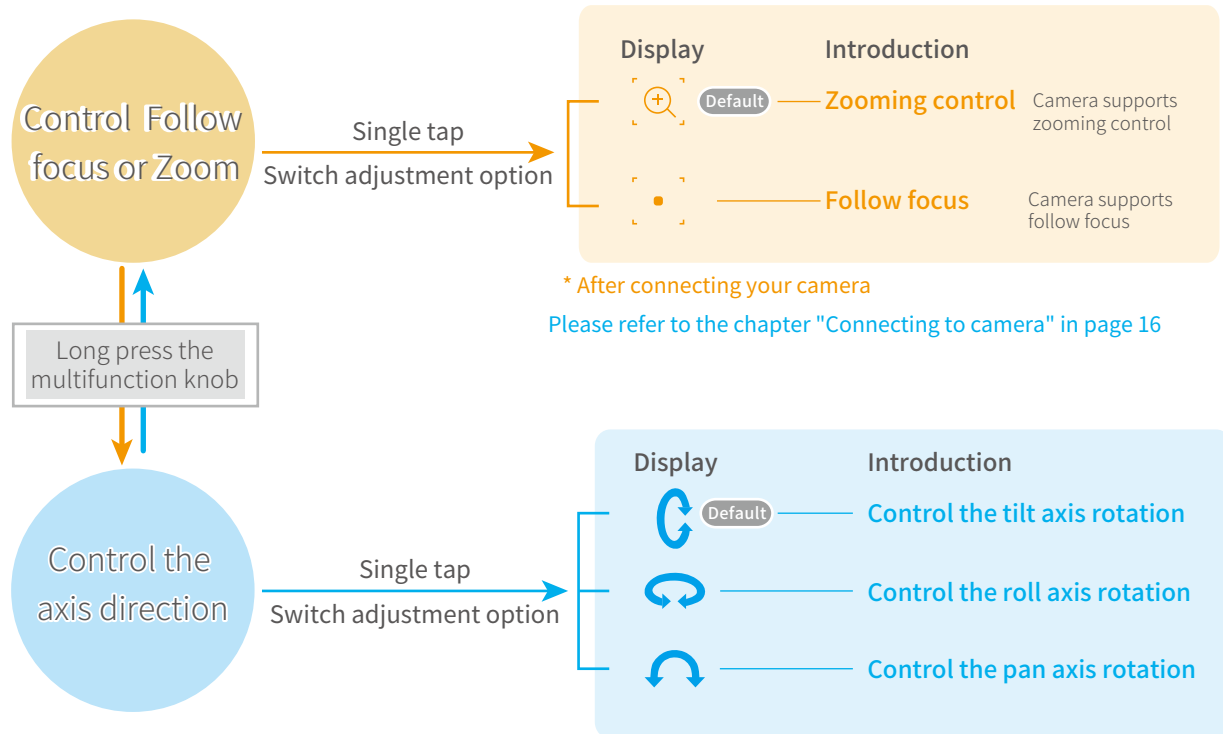 Control Follow
focus or Zoom
Single tap
Switch adjustment option
Display Introduction
Default Zooming control Camera supports
zooming control
Follow focus Camera supports
follow focus
* After connecting your camera
Please refer to the chapter "Connecting to camera" in page 16
Long press the
multifunction knob
Control the
axis direction
Single tap
Switch adjustment option
Display Introduction
Default Control the tilt axis rotation
Control the roll axis rotation
Control the pan axis rotation